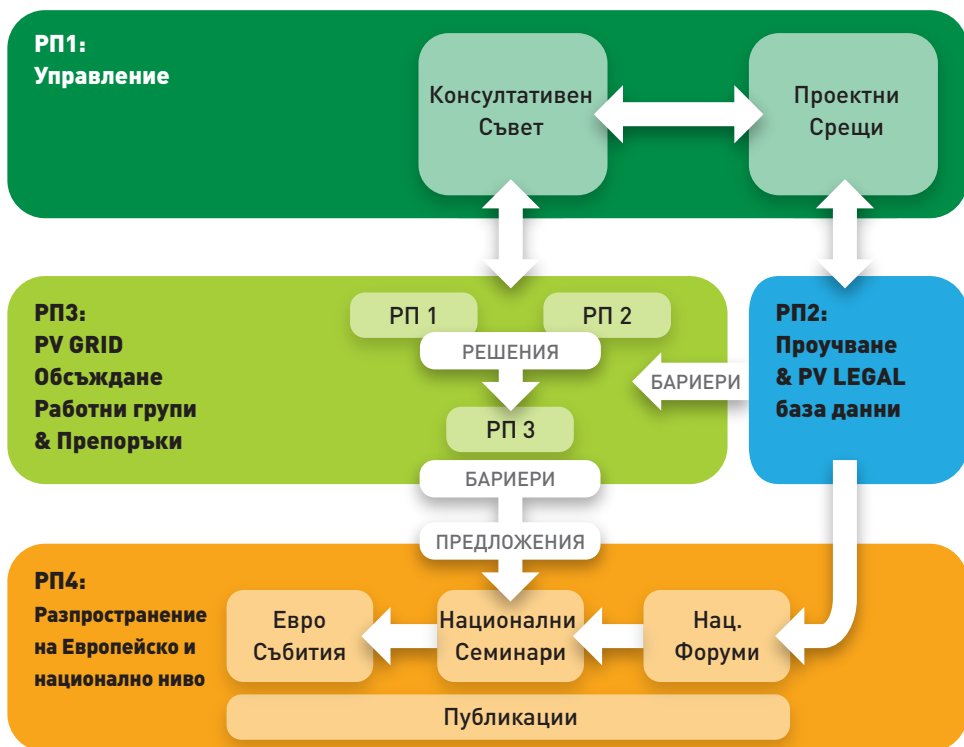 РП1:
Управление
Консултативен
Съвет
Проектни
Срещи
РП3:
PV GRID
Обсъждане
Работни групи
& Препоръки
РП 1
РП 2
РЕШЕНИЯ
РП 3
БАРИЕРИ
БАРИЕРИ
РП2:
Проучване
& PV LEGAL
база данни
ПРЕДЛОЖЕНИЯ
РП4:
Разпространение
на Европейско и
национално ниво
Евро
Събития
Национални
Семинари
Нац.
Форуми
Публикации